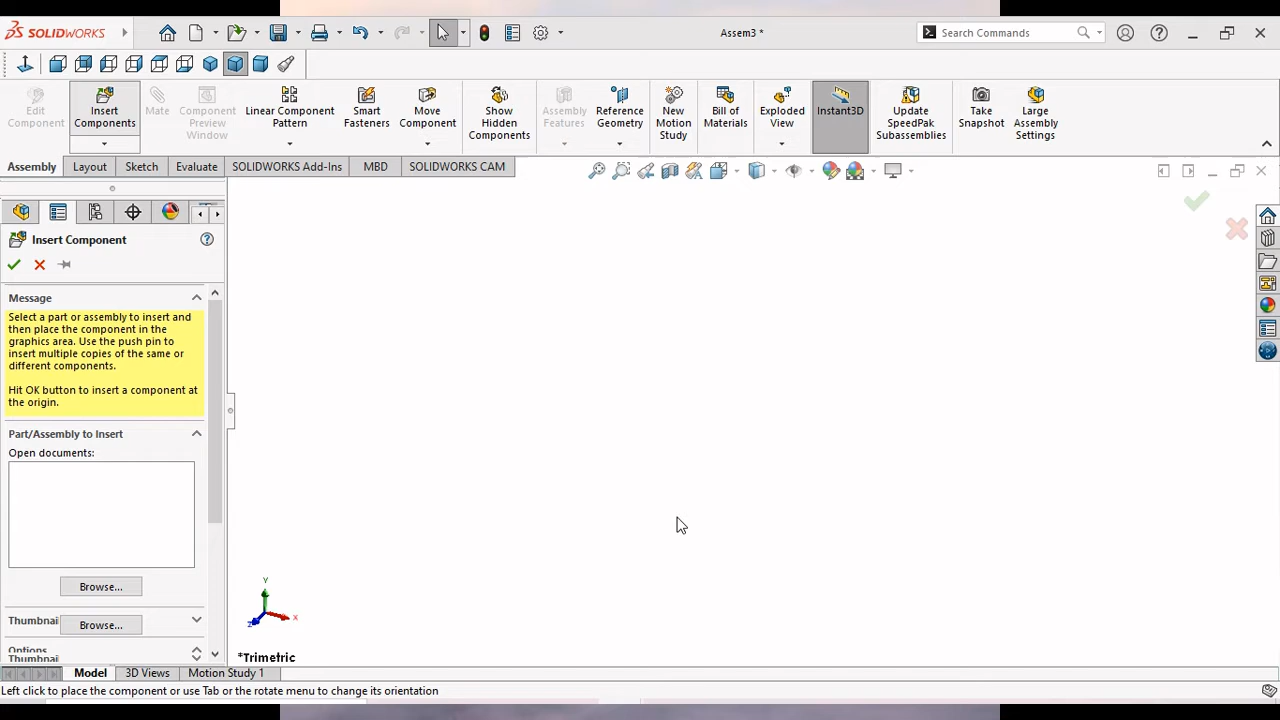 SOLIDWORKS
Assem3 *
Search Commands
Edit
Component
Insert
Components
Mate
Component
Preview
Window
Linear Component
Pattern
Smart
Fasteners
Move
Component
Show
Hidden
Components
Assembly
Features
Reference
Geometry
New
Motion
Study
Bill of
Materials
Exploded
View
Instant3D
Update
SpeedPak
Subassemblies
Take
Snapshot
Large
Assembly
Settings
Assembly
Layout
Sketch
Evaluate
SOLIDWORKS Add-Ins
MBD
SOLIDWORKS CAM
Insert Component
Message
Select a part or assembly to insert and
then place the component in the
graphics area. Use the push pin to
insert multiple copies of the same or
different components.
Hit OK button to insert a component at
the origin.
Part/Assembly to Insert
Open documents:
Browse...
Thumbnai
Browse...
Options
Thumbnai
Y
X
Z
*Trimetric
Model
3D Views
Motion Study 1
Left click to place the component or use Tab or the rotate menu to change its orientation